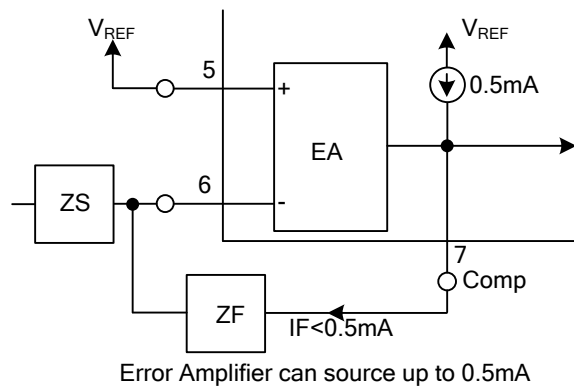 VREF
VREF
5
+
0.5mA
EA
6
-
ZS
7
Comp
ZF
IF<0.5mA
Error Amplifier can source up to 0.5mA